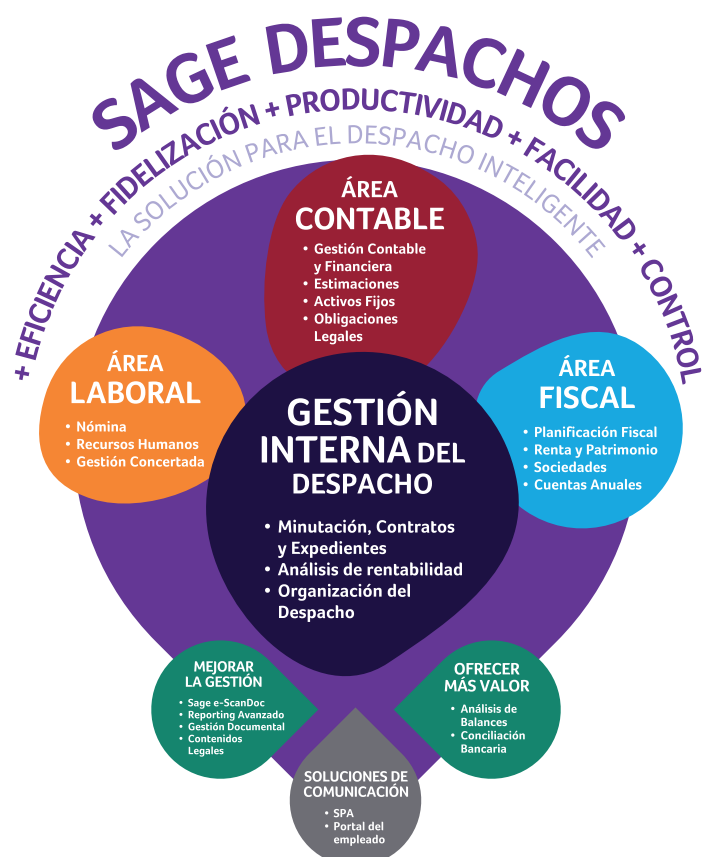 SAGE DESPACHOS
+ EFICIENCIA + FIDELIZACIÓN + PRODUCTIVIDAD + FACILIDAD + CONTROL
LA SOLUCIÓN PARA EL DESPACHO INTELIGENTE
ÁREA
CONTABLE
• Gestión Contable
y Financiera
• Estimaciones
• Activos Fijos
• Obligaciones
Legales
ÁREA
LABORAL
• Nómina
• Recursos Humanos
• Gestión Concertada
ÁREA
FISCAL
• Planificación Fiscal
• Renta y Patrimonio
• Sociedades
• Cuentas Anuales
GESTIÓN
INTERNA DEL
DESPACHO
• Minutación, Contratos
y Expedientes
• Análisis de rentabilidad
• Organización del
Despacho
MEJORAR
LA GESTIÓN
• Sage e-ScanDoc
• Reporting Avanzado
• Gestión Documental
• Contenidos
Legales
OFRECER
MÁS VALOR
• Análisis de
Balances
• Conciliación
Bancaria
SOLUCIONES DE
COMUNICACIÓN
• SPA
• Portal del
empleado